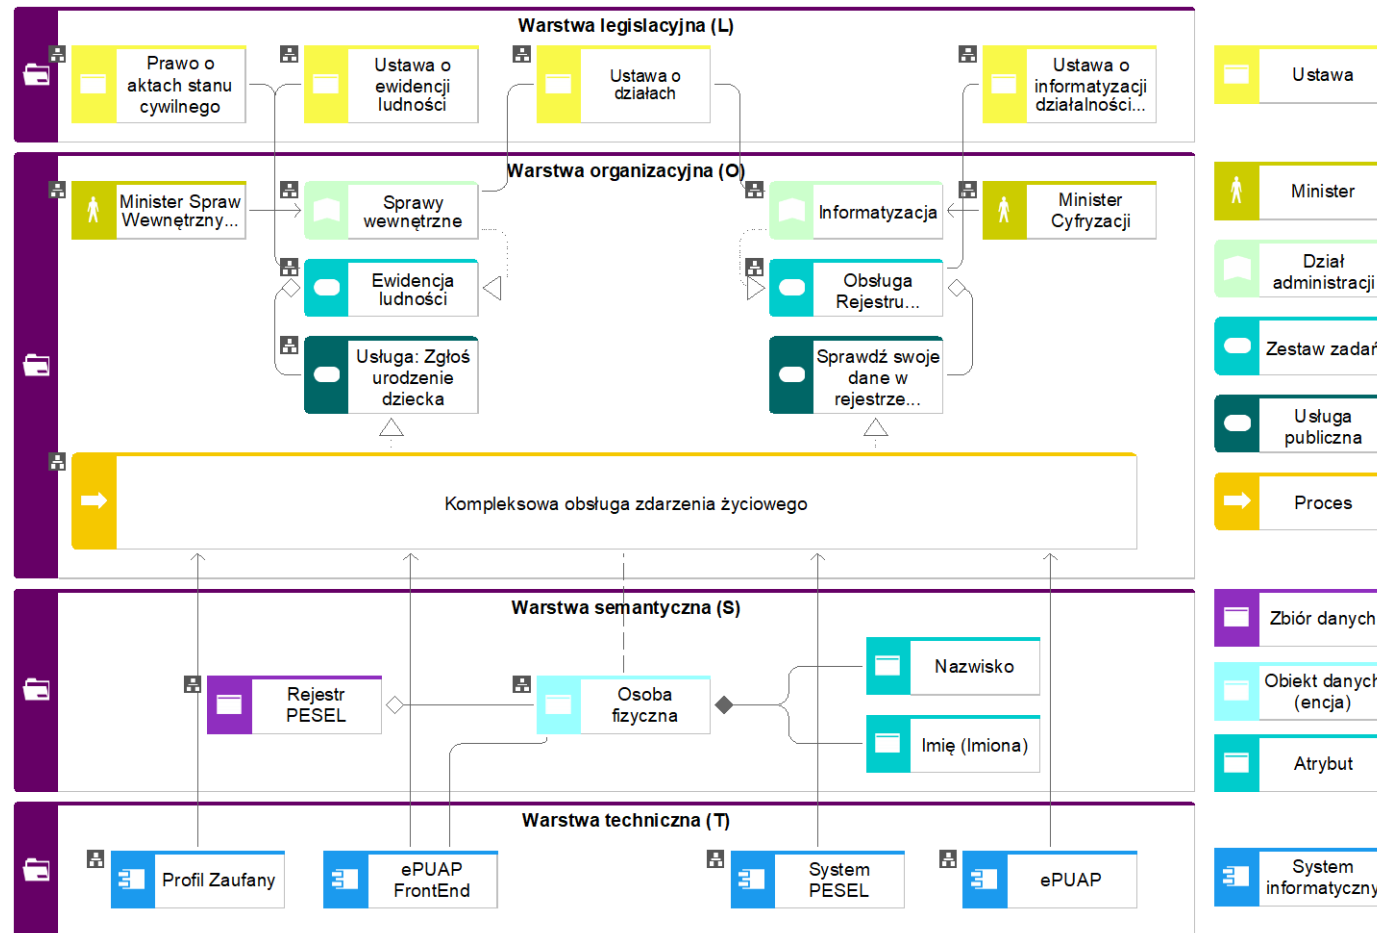 Warstwa legislacyjna (L)
Prawo o
aktach stanu
cywilnego
Ustawa o
ewidencji
ludności
Ustawa o
działach
Ustawa o
informatyzacji
działalności...
Ustawa
Warstwa organizacyjna (O)
Minister Spraw
Wewnętrzny...
Sprawy
wewnętrzne
Informatyzacja
Minister
Cyfryzacji
Minister
Ewidencja
ludności
Obsługa
Rejestru...
Dział
administracji
Usługa: Zgłoś
urodzenie
dziecka
Sprawdź swoje
dane w
rejestrze...
Zestaw zadań
Usługa
publiczna
Kompleksowa obsługa zdarzenia życiowego
Proces
Warstwa semantyczna (S)
Zbiór danych
Nazwisko
Rejestr
PESEL
Osoba
fizyczna
Obiekt danych
(encja)
Imię (Imiona)
Atrybut
Warstwa techniczna (T)
Profil Zaufany
ePUAP
FrontEnd
System
PESEL
ePUAP
System
informatyczny